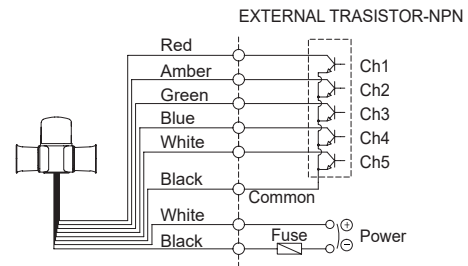 EXTERNAL TRASISTOR-NPN
Red
Amber
Green
Blue
White
Black
White
Black
Ch1
Ch2
Ch3
Ch4
Ch5
Common
Fuse
+
−
Power